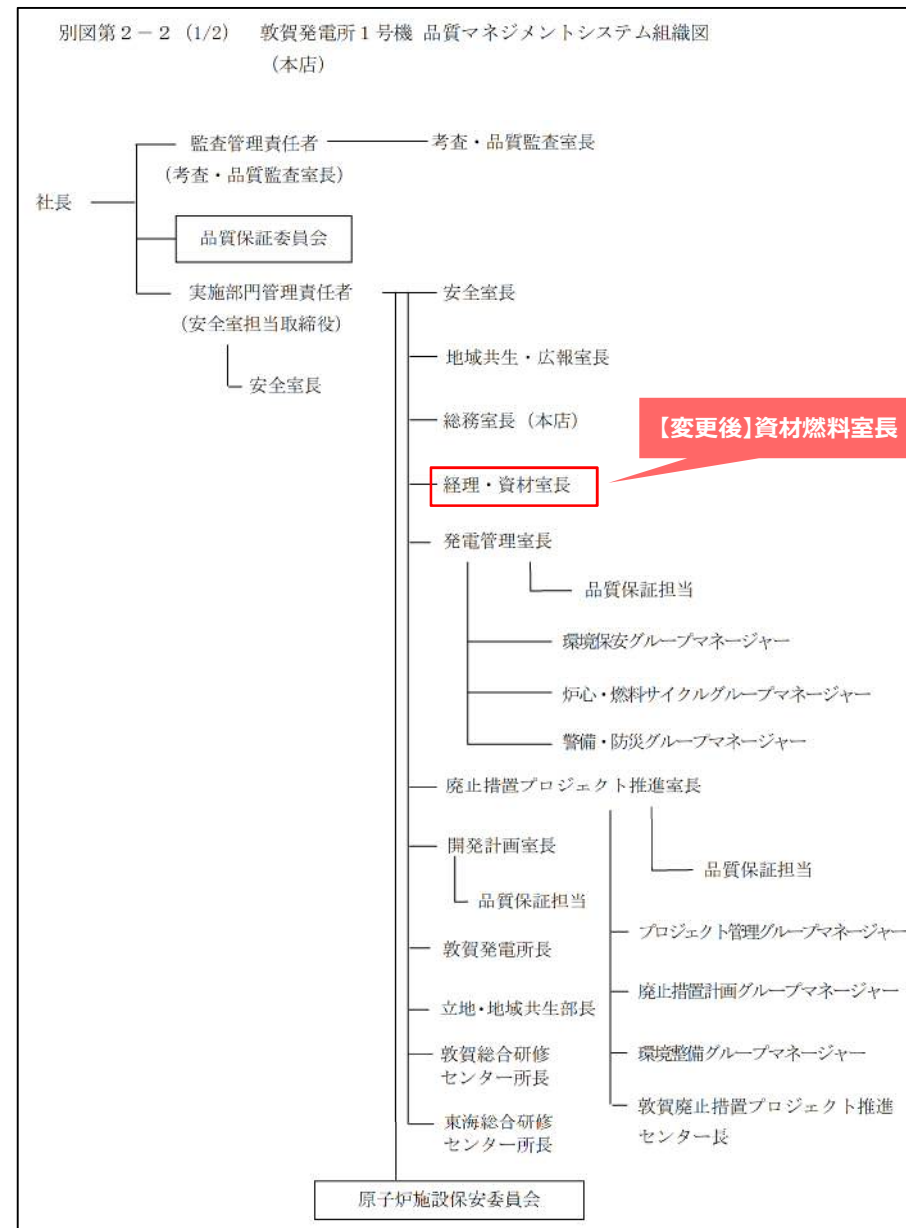 別図第2-2 (1/2) 敦賀発電所1号機 品質マネジメントシステム組織図
(本店)
監査管理責任者
考査・品質監査室長
(考査・品質監査室長)
社長
品質保証委員会
実施部門管理責任者
安全室長
(安全室担当取締役)
地域共生・広報室長
安全室長
総務室長(本店)
【変更後】資材燃料室長
経理・資材室長
発電管理室長
品質保証担当
環境保安グループマネージャー
炉心・燃料サイクルグループマネージャー
警備・防災グループマネージャー
廃止措置プロジェクト推進室長
開発計画室長
品質保証担当
品質保証担当
プロジェクト管理グループマネージャー
敦賀発電所長
廃止措置計画グループマネージャー
立地・地域共生部長
敦賀総合研修
センター所長
環境整備グループマネージャー
敦賀廃止措置プロジェクト推進
センター長
東海総合研修
センター所長
原子炉施設保安委員会